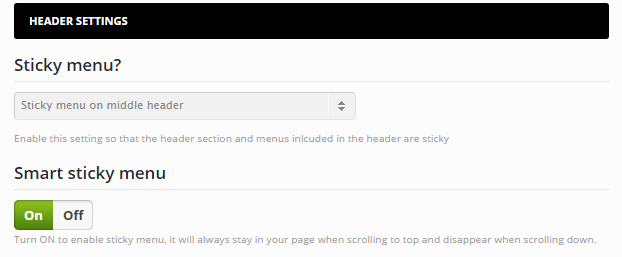 HEADER SETTINGS
Sticky menu?
Sticky menu on middle header
Enable this setting so that the header section and menus inlcuded in the header are sticky
Smart sticky menu
On Off
Turn ON to enable sticky menu, it will always stay in your page when scrolling to top and disappear when scrolling down.